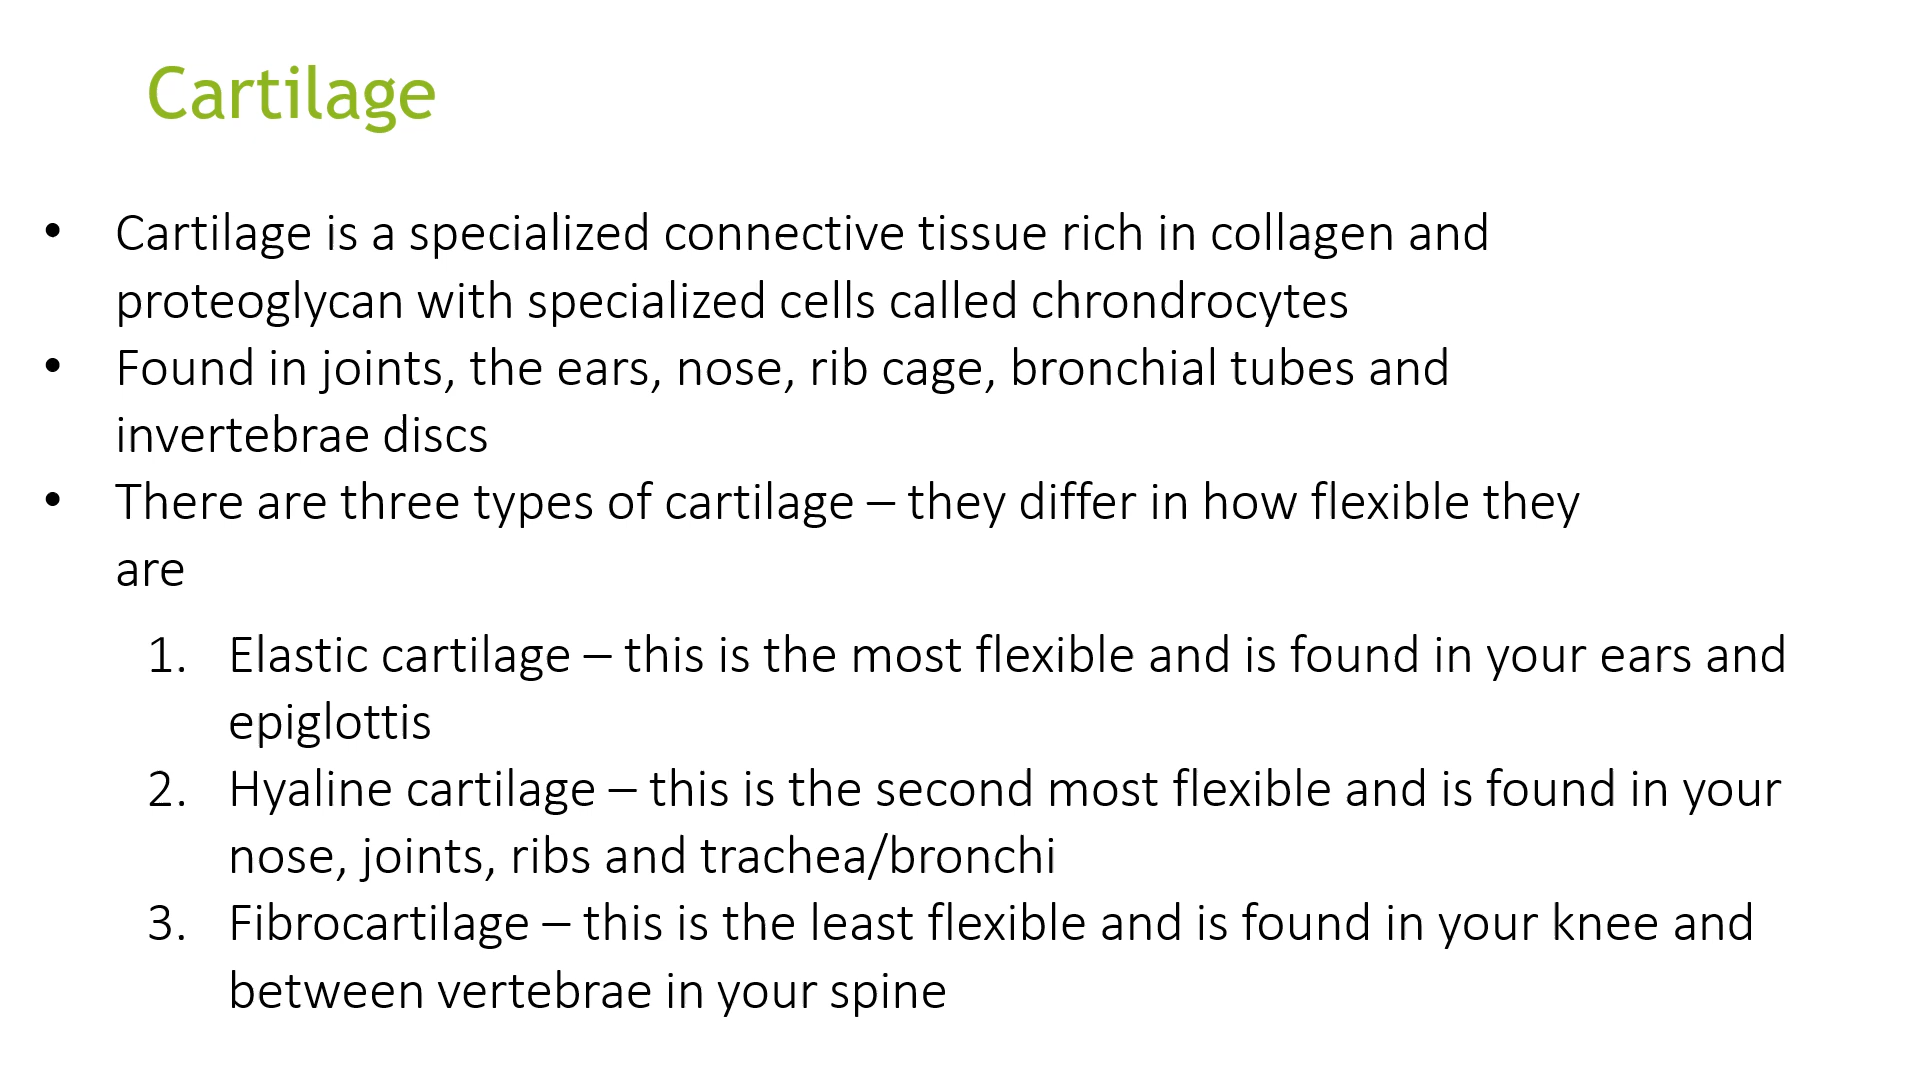 Cartilage
• Cartilage is a specialized connective tissue rich in collagen and
proteoglycan with specialized cells called chrondrocytes
• Found in joints, the ears, nose, rib cage, bronchial tubes and
invertebrae discs
• There are three types of cartilage – they differ in how flexible they
are
1. Elastic cartilage – this is the most flexible and is found in your ears and
epiglottis
2. Hyaline cartilage – this is the second most flexible and is found in your
nose, joints, ribs and trachea/bronchi
3. Fibrocartilage – this is the least flexible and is found in your knee and
between vertebrae in your spine